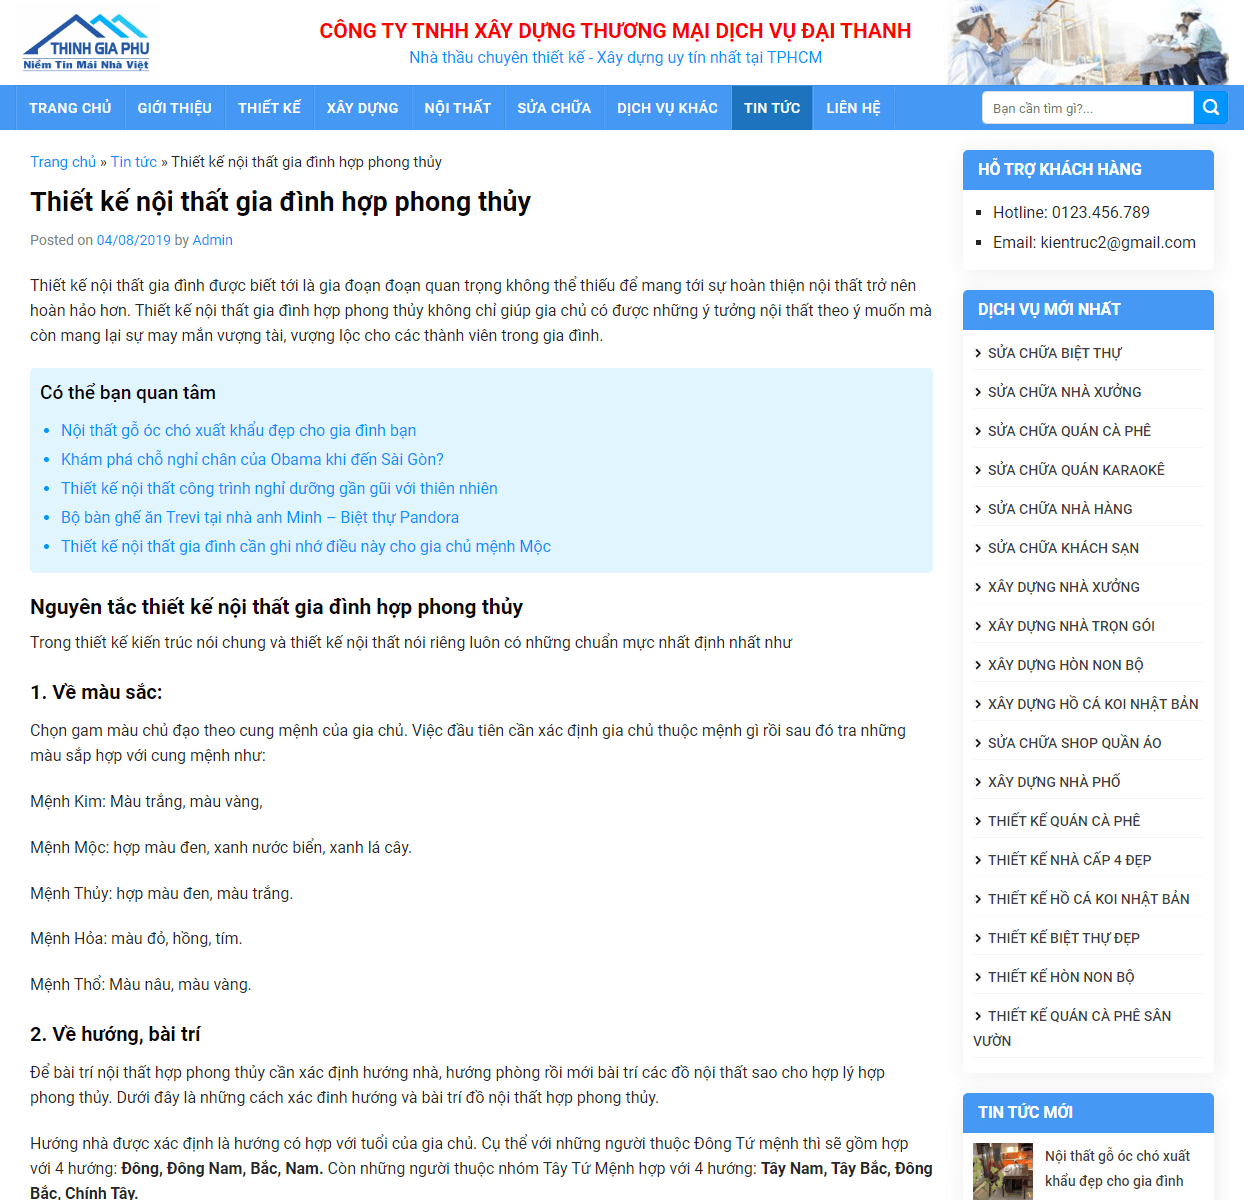 THINH GIA PHU
Niềm Tin Mái Nhà Việt
CÔNG TY TNHH XÂY DỰNG THƯƠNG MẠI DỊCH VỤ ĐẠI THANH
Nhà thầu chuyên thiết kế - Xây dựng uy tín nhất tại TPHCM
TRANG CHỦ GIỚI THIỆU THIẾT KẾ XÂY DỰNG NỘI THẤT SỬA CHỮA DỊCH VỤ KHÁC TIN TỨC LIÊN HỆ
Bạn cần tìm gì?...
Trang chủ » Tin tức » Thiết kế nội thất gia đình hợp phong thủy
Thiết kế nội thất gia đình hợp phong thủy
Posted on 04/08/2019 by Admin
Thiết kế nội thất gia đình được biết tới là gia đoạn đoạn quan trọng không thể thiếu để mang tới sự hoàn thiện nội thất trở nên
hoàn hảo hơn. Thiết kế nội thất gia đình hợp phong thủy không chỉ giúp gia chủ có được những ý tưởng nội thất theo ý muốn mà
còn mang lại sự may mắn vượng tài, vượng lộc cho các thành viên trong gia đình.
Có thể bạn quan tâm
Nội thất gỗ óc chó xuất khẩu đẹp cho gia đình bạn
Khám phá chỗ nghỉ chân của Obama khi đến Sài Gòn?
Thiết kế nội thất công trình nghỉ dưỡng gần gũi với thiên nhiên
Bộ bàn ghế ăn Trevi tại nhà anh Minh – Biệt thự Pandora
Thiết kế nội thất gia đình cần ghi nhớ điều này cho gia chủ mệnh Mộc
Nguyên tắc thiết kế nội thất gia đình hợp phong thủy
Trong thiết kế kiến trúc nói chung và thiết kế nội thất nói riêng luôn có những chuẩn mực nhất định nhất như
1. Về màu sắc:
Chọn gam màu chủ đạo theo cung mệnh của gia chủ. Việc đầu tiên cần xác định gia chủ thuộc mệnh gì rồi sau đó tra những
màu sắp hợp với cung mệnh như:
Mệnh Kim: Màu trắng, màu vàng,
Mệnh Mộc: hợp màu đen, xanh nước biển, xanh lá cây.
Mệnh Thủy: hợp màu đen, màu trắng.
Mệnh Hỏa: màu đỏ, hồng, tím.
Mệnh Thổ: Màu nâu, màu vàng.
2. Về hướng, bài trí
Để bài trí nội thất hợp phong thủy cần xác định hướng nhà, hướng phòng rồi mới bài trí các đồ nội thất sao cho hợp lý hợp
phong thủy. Dưới đây là những cách xác đinh hướng và bài trí đồ nội thất hợp phong thủy.
Hướng nhà được xác định là hướng có hợp với tuổi của gia chủ. Cụ thể với những người thuộc Đông Tứ mệnh thì sẽ gồm hợp
với 4 hướng: Đông, Đông Nam, Bắc, Nam. Còn những người thuộc nhóm Tây Tứ Mệnh hợp với 4 hướng: Tây Nam, Tây Bắc, Đông
Bắc, Chính Tây.
HỖ TRỢ KHÁCH HÀNG
Hotline: 0123.456.789
Email: kientruc2@gmail.com
DỊCH VỤ MỚI NHẤT
SỬA CHỮA BIỆT THỰ
SỬA CHỮA NHÀ XƯỞNG
SỬA CHỮA QUÁN CÀ PHÊ
SỬA CHỮA QUÁN KARAOKÊ
SỬA CHỮA NHÀ HÀNG
SỬA CHỮA KHÁCH SẠN
XÂY DỰNG NHÀ XƯỞNG
XÂY DỰNG NHÀ TRỌN GÓI
XÂY DỰNG HÒN NON BỘ
XÂY DỰNG HỒ CÁ KOI NHẬT BẢN
SỬA CHỮA SHOP QUẦN ÁO
XÂY DỰNG NHÀ PHỐ
THIẾT KẾ QUÁN CÀ PHÊ
THIẾT KẾ NHÀ CẤP 4 ĐẸP
THIẾT KẾ HỒ CÁ KOI NHẬT BẢN
THIẾT KẾ BIỆT THỰ ĐẸP
THIẾT KẾ HÒN NON BỘ
THIẾT KẾ QUÁN CÀ PHÊ SÂN
VƯỜN
TIN TỨC MỚI
Nội thất gỗ óc chó xuất
khẩu đẹp cho gia đình